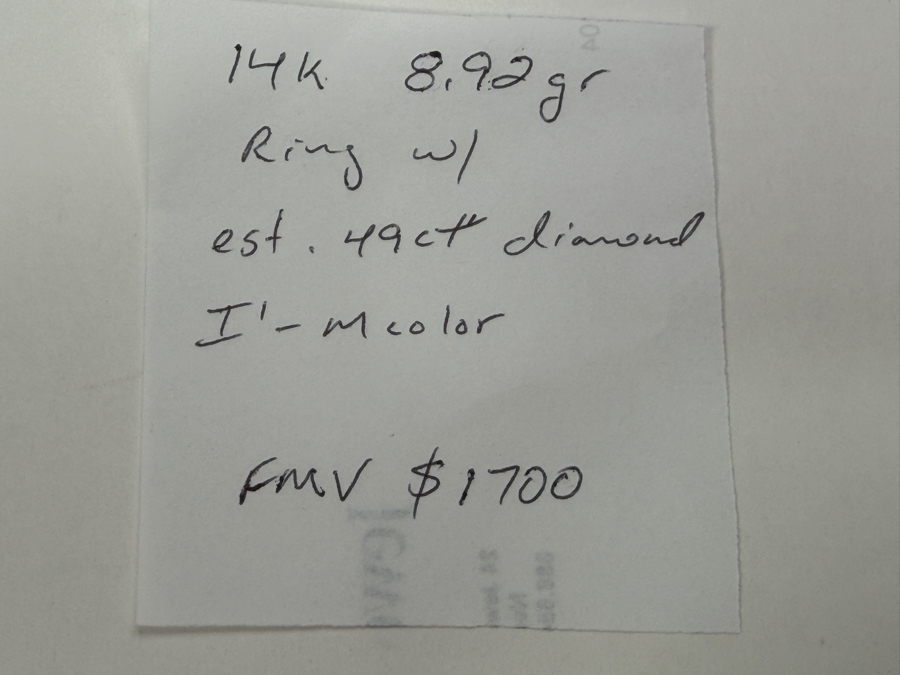 14k 8.92gr
Ring w/
est. .49ct diamond
I' - M color
FMV $1700